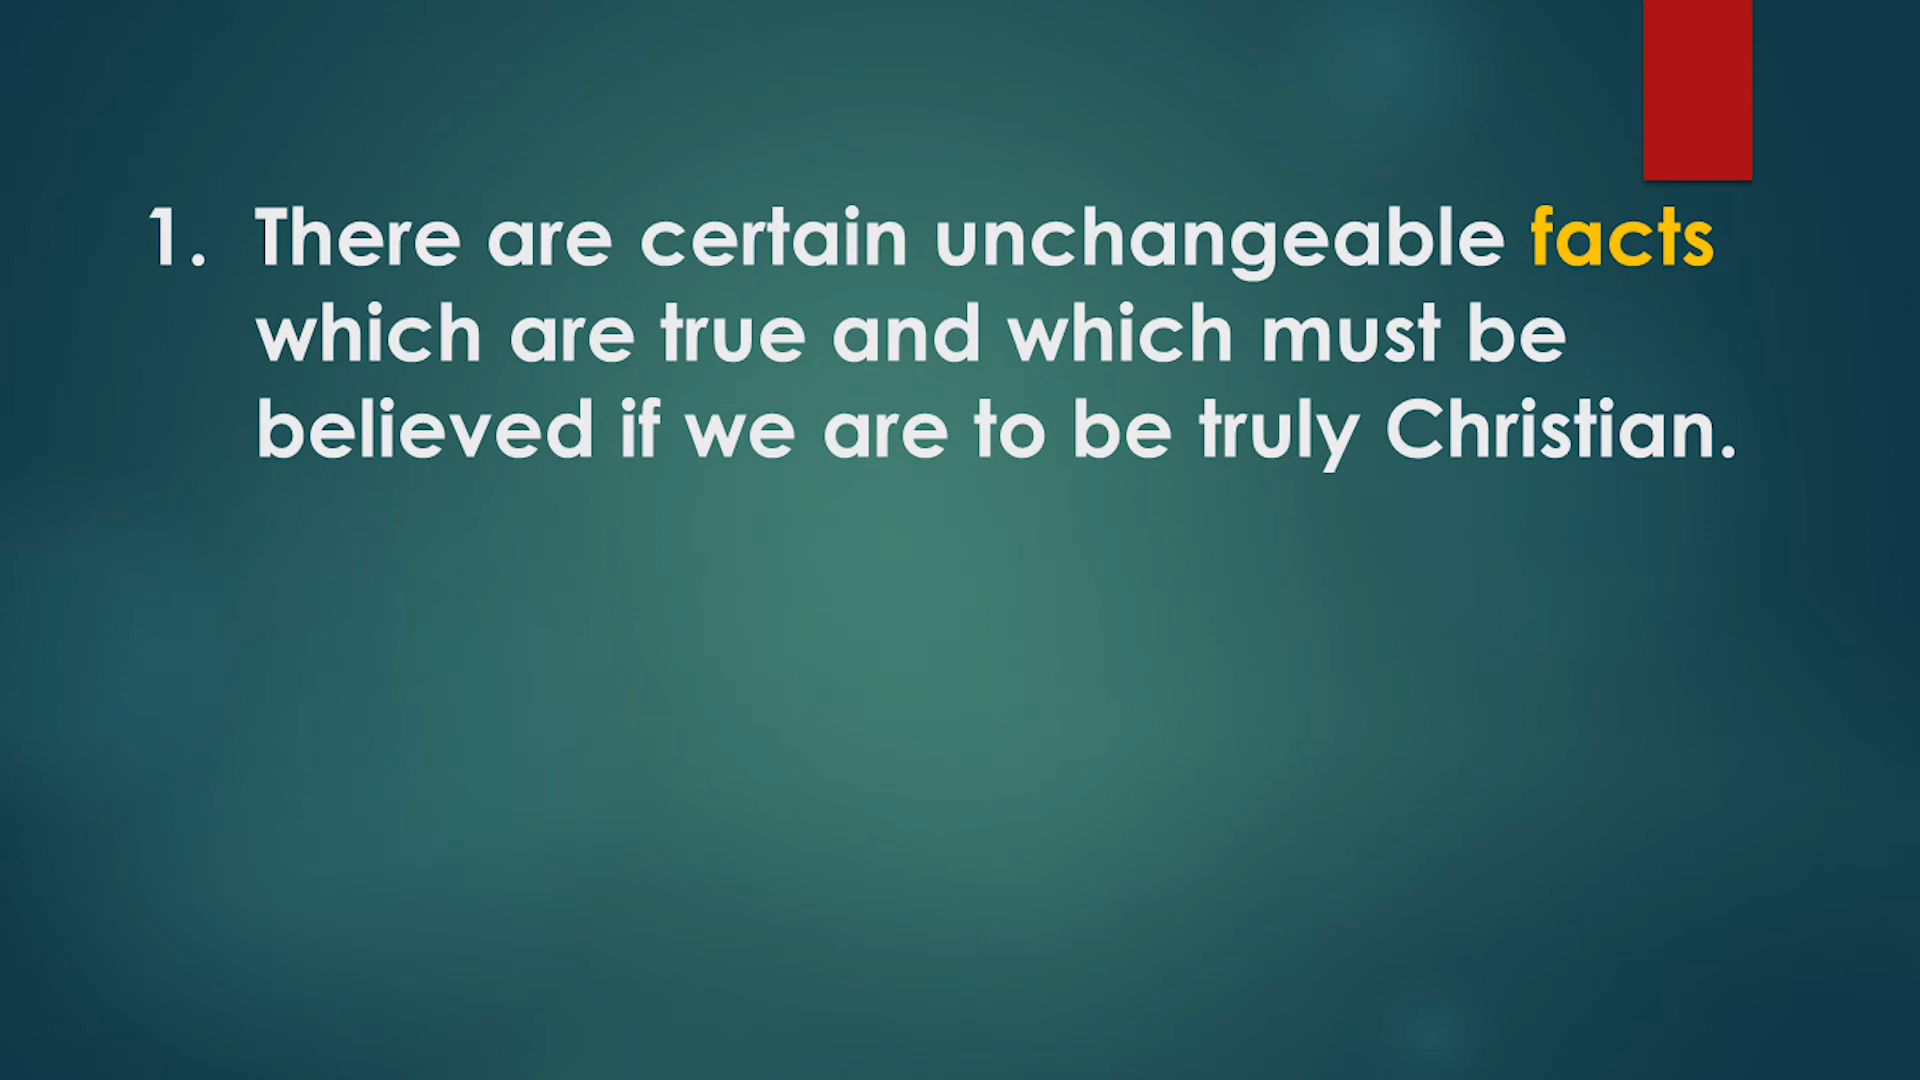 1. There are certain unchangeable facts
which are true and which must be
believed if we are to be truly Christian.